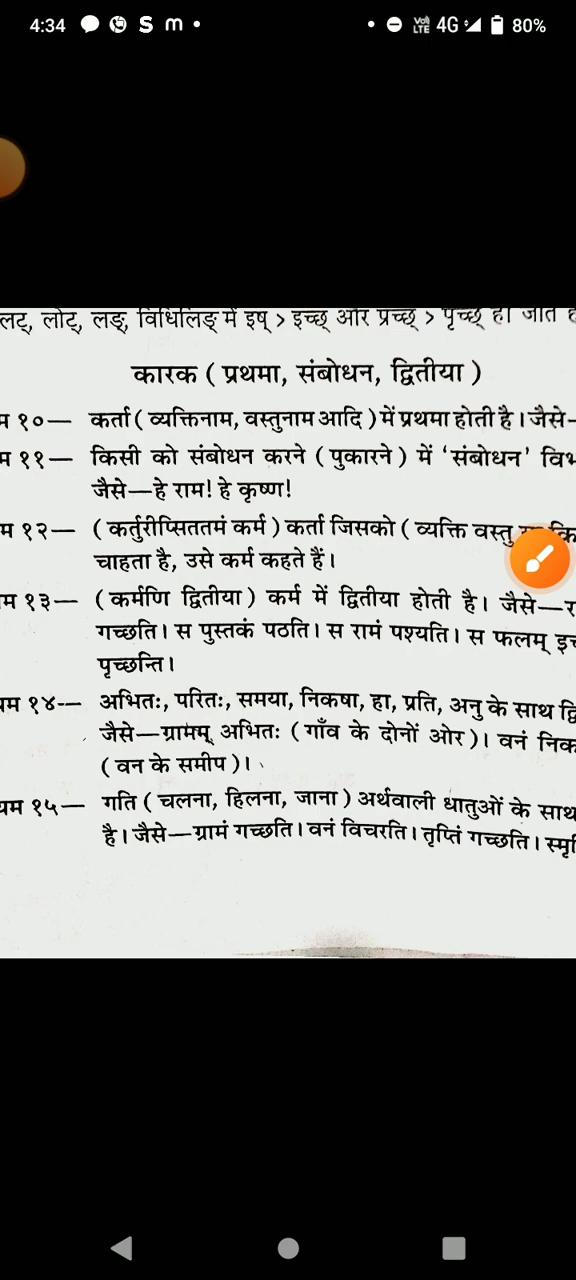 4:34 S m VoLTE 4G 80%
लट्, लोट्, लङ्, विधिलिङ् में इष् > इच्छ् और प्रच्छ् > पृच्छ् हो जाते
कारक ( प्रथमा, संबोधन, द्वितीया )
म १०— कर्ता ( व्यक्तिनाम, वस्तुनाम आदि ) में प्रथमा होती है। जैसे-
म ११— किसी को संबोधन करने ( पुकारने ) में ‘संबोधन’
जैसे—हे राम! हे कृष्ण!
म १२— ( कर्तुरीप्सिततमं कर्म ) कर्ता जिसको ( व्यक्ति वस्तु
चाहता है, उसे कर्म कहते हैं।
म १३— ( कर्मणि द्वितीया ) कर्म में द्वितीया होती है। जैसे—
गच्छति। स पुस्तकं पठति। स रामं पश्यति। स फलम्
पृच्छन्ति।
यम १४-— अभितः, परितः, समया, निकषा, हा, प्रति, अनु के साथ
जैसे—ग्रामम् अभितः ( गाँव के दोनों ओर )। वनं
( वन के समीप )।
यम १५— गति ( चलना, हिलना, जाना ) अर्थवाली धातुओं के साथ
है। जैसे—ग्रामं गच्छति। वनं विचरति। तृप्तिं गच्छति।